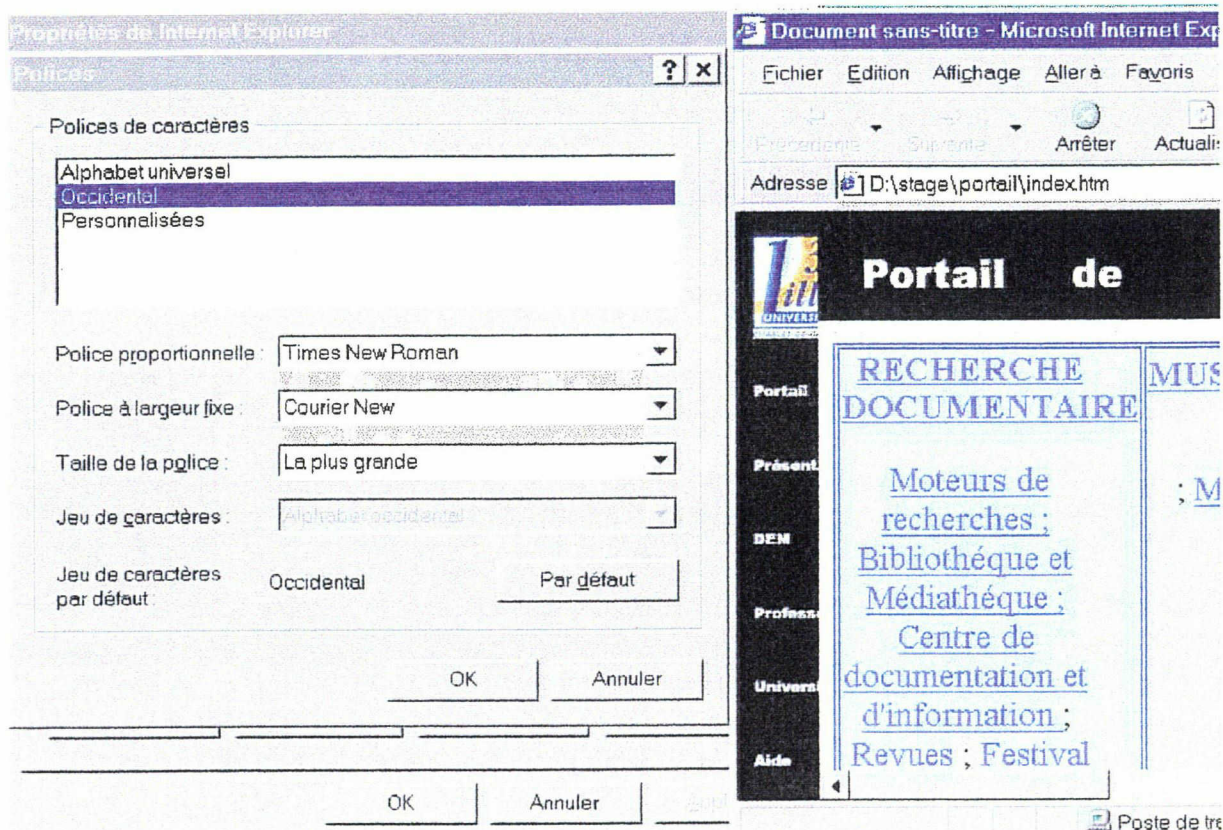 Propriétés de Internet Explorer
Polices
? x
Polices de caractères
Alphabet universel
Occidental
Personnalisées
Police proportionnelle : Times New Roman
Police à largeur fixe : Courier New
Taille de la police : La plus grande
Jeu de caractères : Alphabet occidental
Jeu de caractères
par défaut :
Occidental
Par défaut
OK Annuler
OK Annuler
Document sans-titre - Microsoft Internet Exp
Fichier Edition Affichage Aller à Favoris
Précédente Suivante Arrêter Actualis
Adresse D:\stage\portail\index.htm
Portail de
UNIVERSI
Portail
Présent
DEM
Professe
Universi
Aide
RECHERCHE
DOCUMENTAIRE
Moteurs de
recherches ;
Bibliothéque et
Médiathéque ;
Centre de
documentation et
d'information ;
Revues ; Festival
MUS
; M
Poste de tra